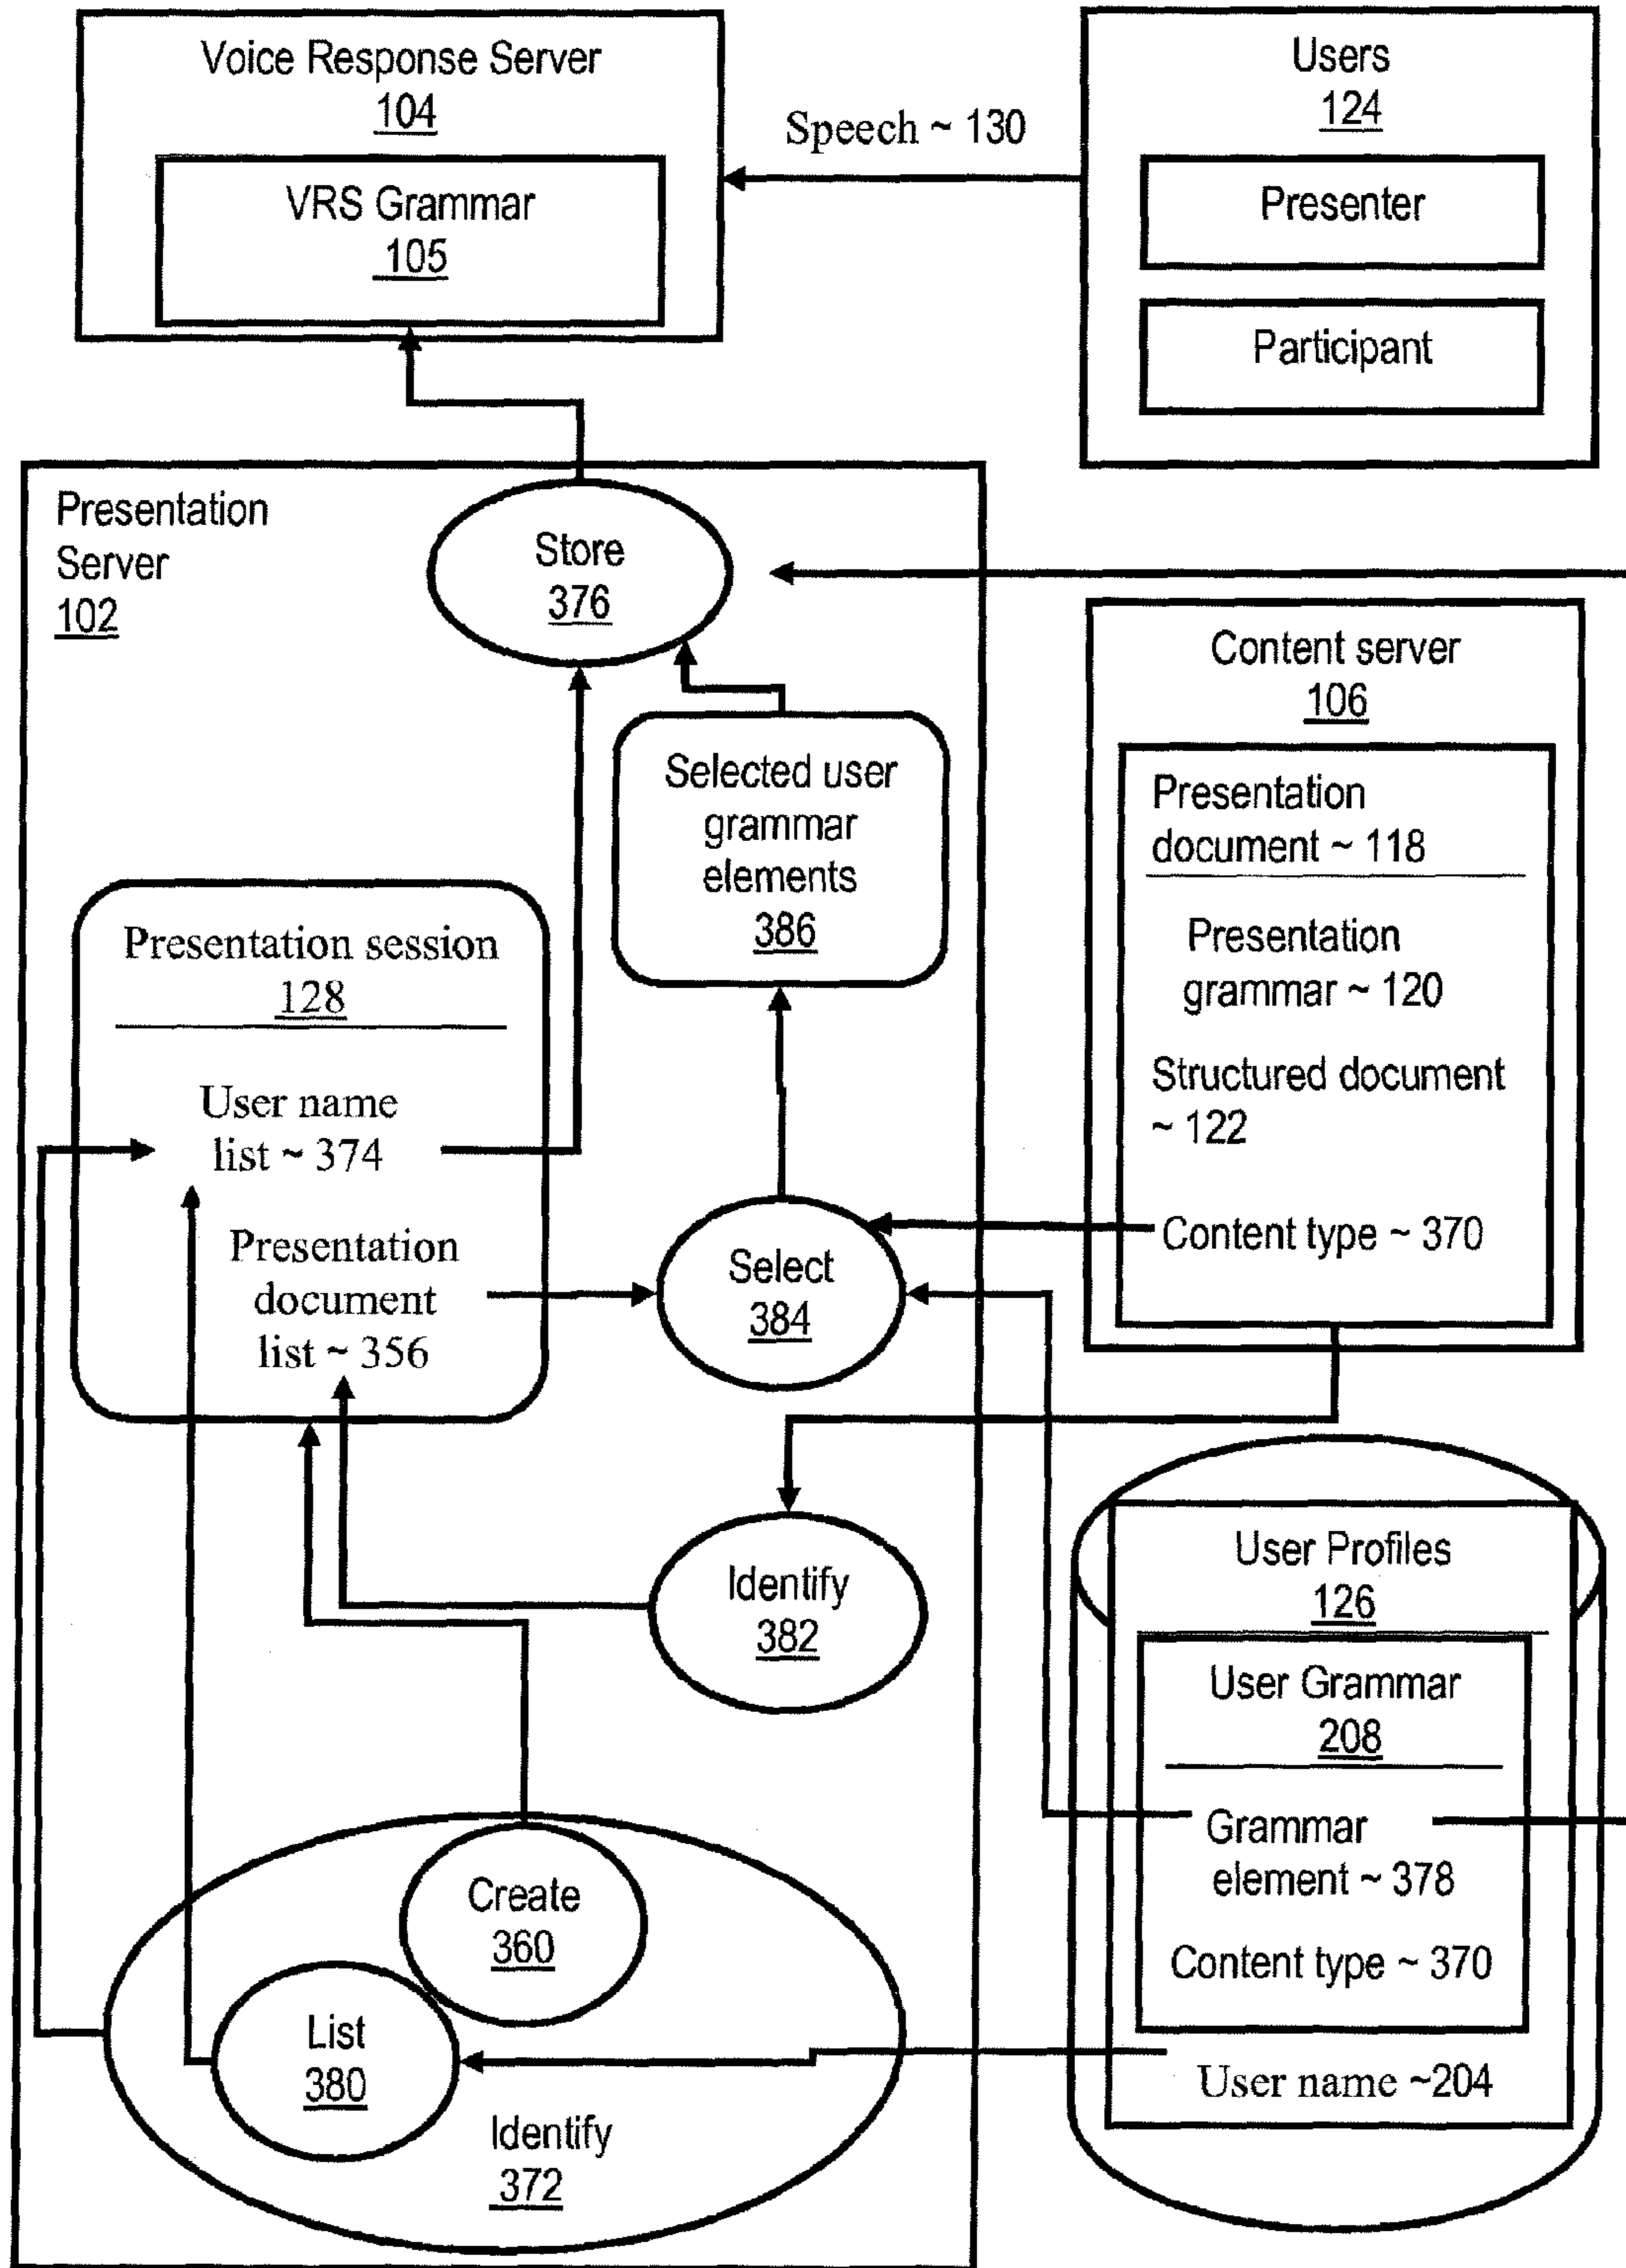 Voice Response Server
104
VRS Grammar
105
Speech ~ 130
Users
124
Presenter
Participant
Presentation
Server
102
Store
376
Selected user
grammar
elements
386
Presentation session
128
User name
list ~ 374
Presentation
document
list ~ 356
Select
384
Identify
382
Create
360
List
380
Identify
372
Content server
106
Presentation
document ~ 118
Presentation
grammar ~ 120
Structured document
~ 122
Content type ~ 370
User Profiles
126
User Grammar
208
Grammar
element ~ 378
Content type ~ 370
User name ~204